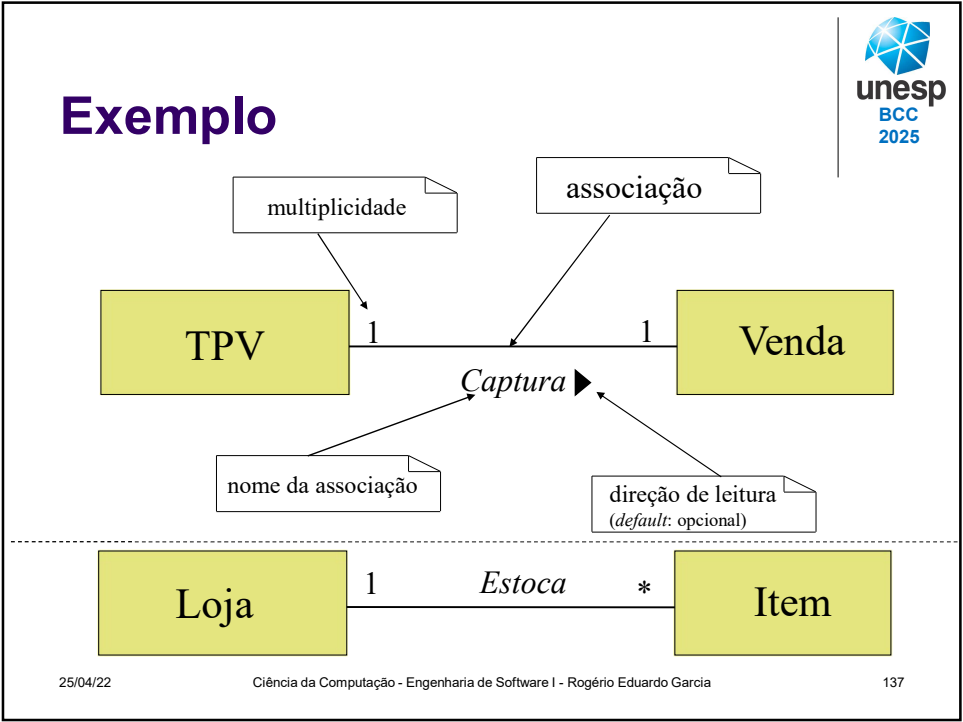 unesp
BCC
2025
Exemplo
multiplicidade
associação
TPV
1
1
Venda
Captura
nome da associação
direção de leitura
(default: opcional)
Loja
1
Estoca
*
Item
25/04/22
Ciência da Computação - Engenharia de Software I - Rogério Eduardo Garcia
137